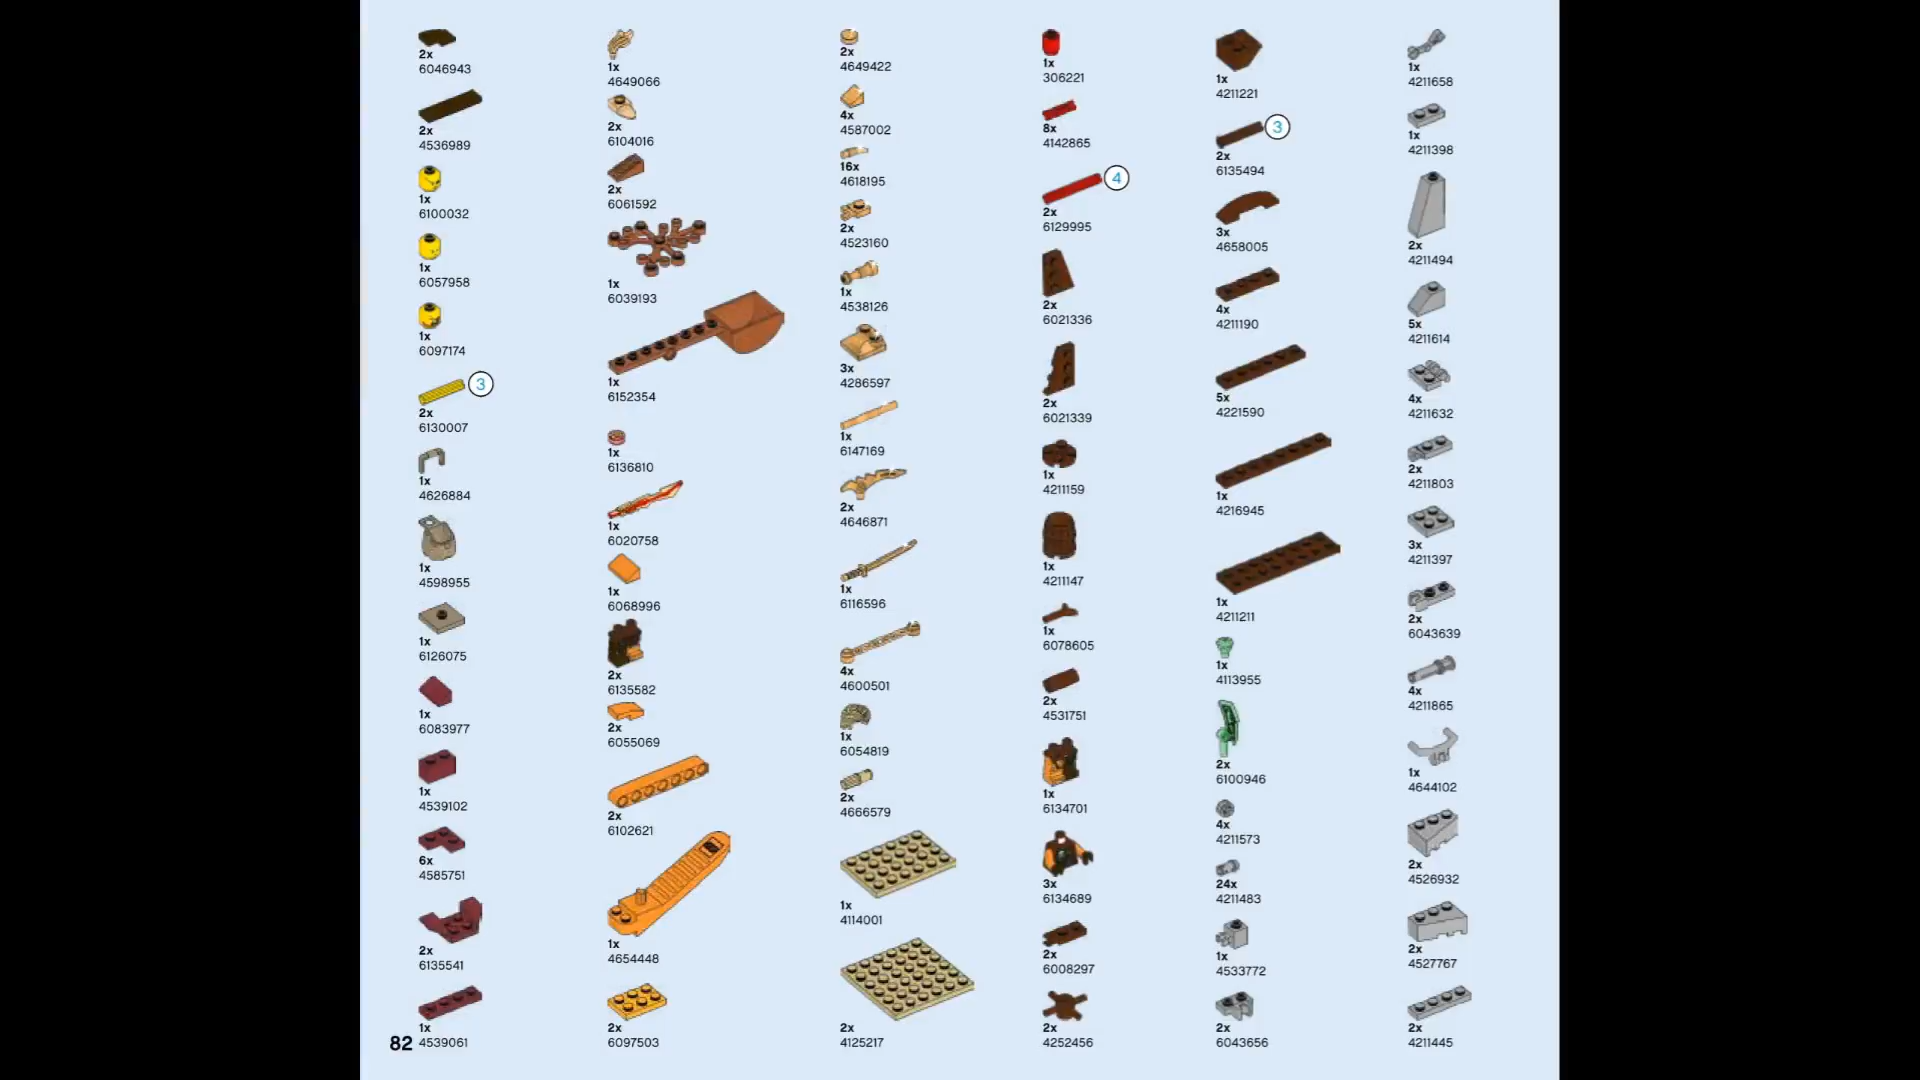 2x
6046943
2x
4536989
1x
6100032
1x
6057958
1x
6097174
3
2x
6130007
1x
4626884
1x
4598955
1x
6126075
1x
6083977
1x
4539102
6x
4585751
2x
6135541
1x
4539061
1x
4649066
2x
6104016
2x
6061592
1x
6039193
1x
6152354
1x
6136810
1x
6020758
1x
6068996
2x
6135582
2x
6055069
2x
6102621
1x
4654448
2x
6097503
2x
4649422
4x
4587002
16x
4618195
2x
4523160
1x
4538126
3x
4286597
1x
6147169
2x
4646871
1x
6116596
4x
4600501
1x
6054819
2x
4666579
1x
4114001
2x
4125217
1x
306221
8x
4142865
4
2x
6129995
2x
6021336
2x
6021339
1x
4211159
1x
4211147
1x
6078605
2x
4531751
1x
6134701
3x
6134689
2x
6008297
2x
4252456
1x
4211221
3
2x
6135494
3x
4658005
4x
4211190
5x
4221590
1x
4216945
1x
4211211
1x
4113955
2x
6100946
4x
4211573
24x
4211483
1x
4533772
2x
6043656
1x
4211658
1x
4211398
2x
4211494
5x
4211614
4x
4211632
2x
4211803
3x
4211397
2x
6043639
4x
4211865
1x
4644102
2x
4526932
2x
4527767
2x
4211445
82